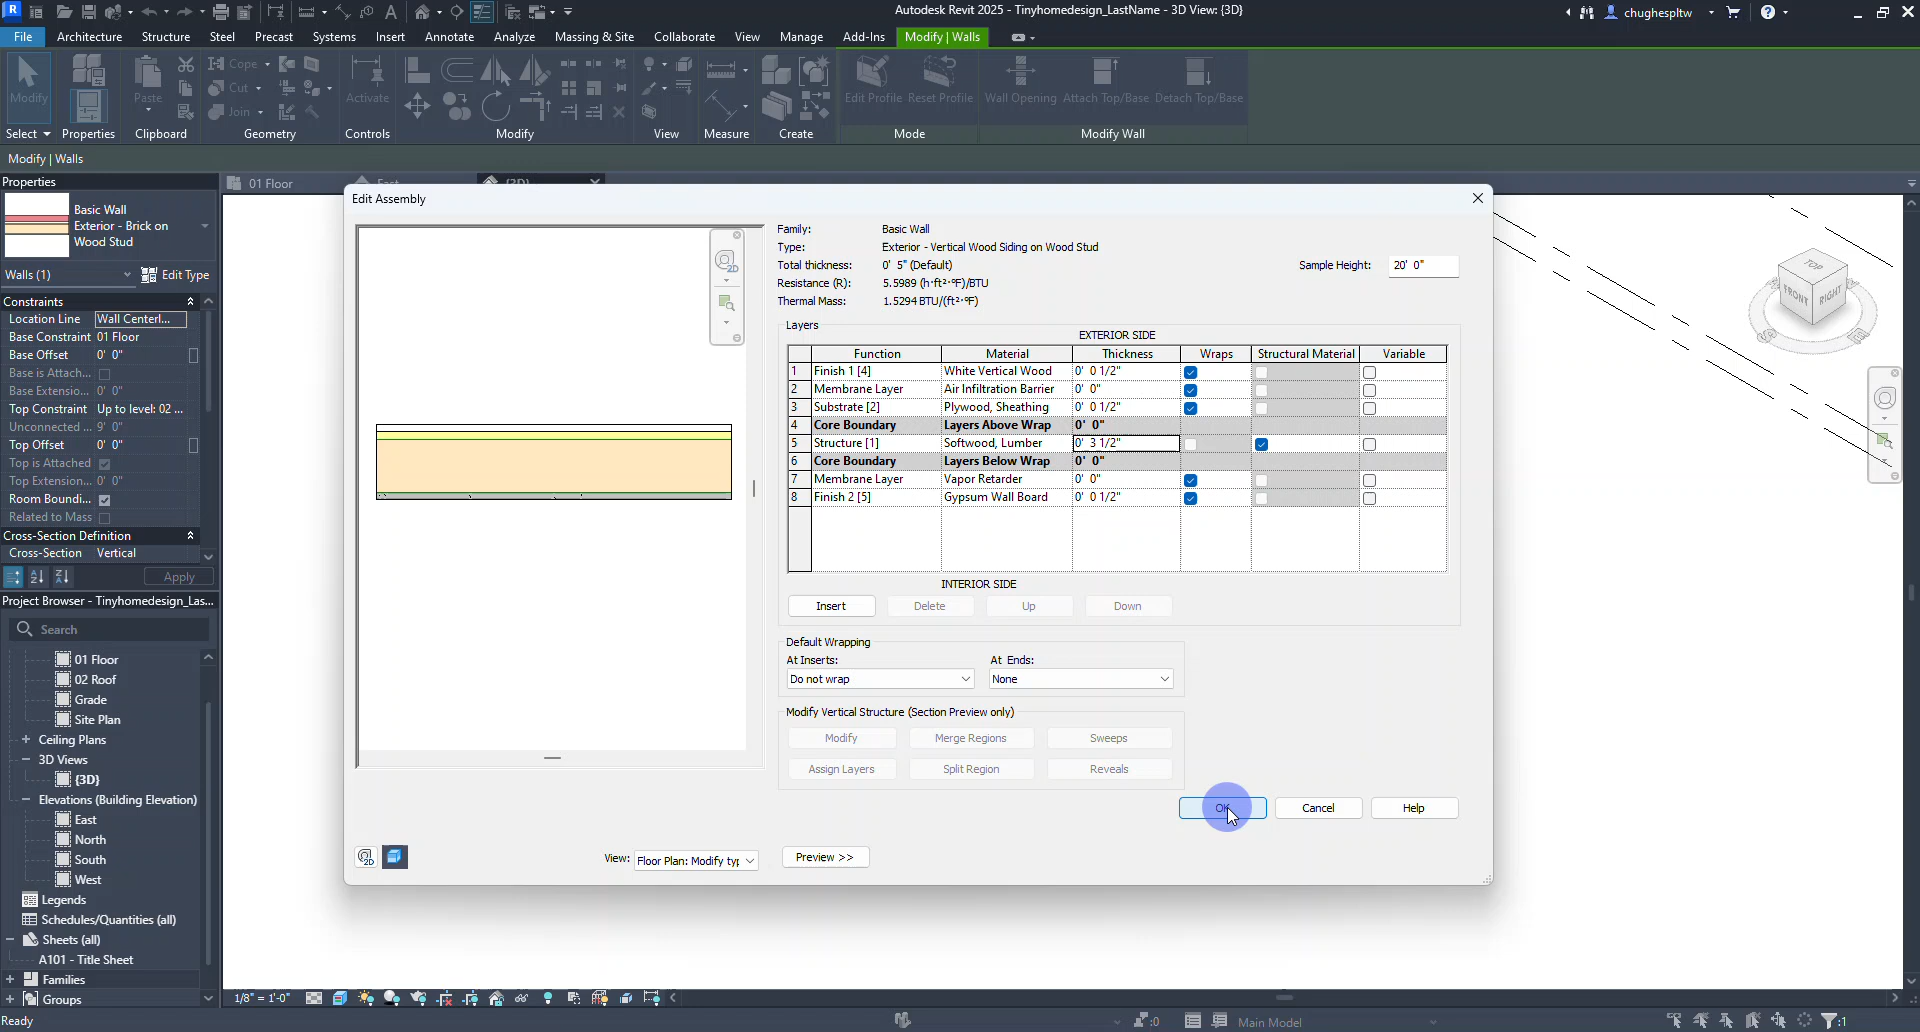 Autodesk Revit 2025 - Tinyhomedesign_LastName - 3D View: {3D}
chughespltw
File Architecture Structure Steel Precast Systems Insert Annotate Analyze Massing & Site Collaborate View Manage Add-Ins Modify | Walls
Modify Paste Cope Cut Join Activate Edit Profile Reset Profile Wall Opening Attach Top/Base Detach Top/Base
Select Properties Clipboard Geometry Controls Modify View Measure Create Mode Modify Wall
Modify | Walls
Properties
01 Floor
Basic Wall
Exterior - Brick on
Wood Stud
Walls (1) Edit Type
Constraints
Location Line Wall Centerl...
Base Constraint 01 Floor
Base Offset 0' 0"
Base is Attach...
Base Extensio... 0' 0"
Top Constraint Up to level: 02 ...
Unconnected ... 9' 0"
Top Offset 0' 0"
Top is Attached
Top Extension... 0' 0"
Room Boundi...
Related to Mass
Cross-Section Definition
Cross-Section Vertical
Apply
Project Browser - Tinyhomedesign_Las...
Search
01 Floor
02 Roof
Grade
Site Plan
Ceiling Plans
3D Views
{3D}
Elevations (Building Elevation)
East
North
South
West
Legends
Schedules/Quantities (all)
Sheets (all)
A101 - Title Sheet
Families
Groups
Edit Assembly
Family: Basic Wall
Type: Exterior - Vertical Wood Siding on Wood Stud
Total thickness: 0' 5" (Default)
Resistance (R): 5.5989 (h·ft²·°F)/BTU
Thermal Mass: 1.5294 BTU/(ft²·°F)
Sample Height: 20' 0"
Layers
EXTERIOR SIDE
Function Material Thickness Wraps Structural Material Variable
1 Finish 1 [4] White Vertical Wood 0' 0 1/2"
2 Membrane Layer Air Infiltration Barrier 0' 0"
3 Substrate [2] Plywood, Sheathing 0' 0 1/2"
4 Core Boundary Layers Above Wrap 0' 0"
5 Structure [1] Softwood, Lumber 0' 3 1/2"
6 Core Boundary Layers Below Wrap 0' 0"
7 Membrane Layer Vapor Retarder 0' 0"
8 Finish 2 [5] Gypsum Wall Board 0' 0 1/2"
INTERIOR SIDE
Insert Delete Up Down
Default Wrapping
At Inserts: At Ends:
Do not wrap None
Modify Vertical Structure (Section Preview only)
Modify Merge Regions Sweeps
Assign Layers Split Region Reveals
OK Cancel Help
View: Floor Plan: Modify typ Preview >>
TOP
FRONT
RIGHT
1/8" = 1'-0"
Ready
:0
Main Model
:1